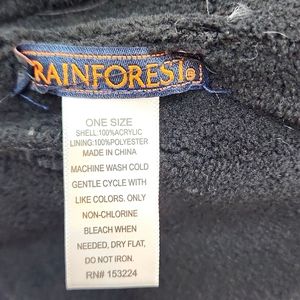 RAINFOREST
ONE SIZE
SHELL:100%ACRYLIC
LINING:100%POLYESTER
MADE IN CHINA
MACHINE WASH COLD
GENTLE CYCLE WITH
LIKE COLORS. ONLY
NON-CHLORINE
BLEACH WHEN
NEEDED, DRY FLAT,
DO NOT IRON.
RN# 153224